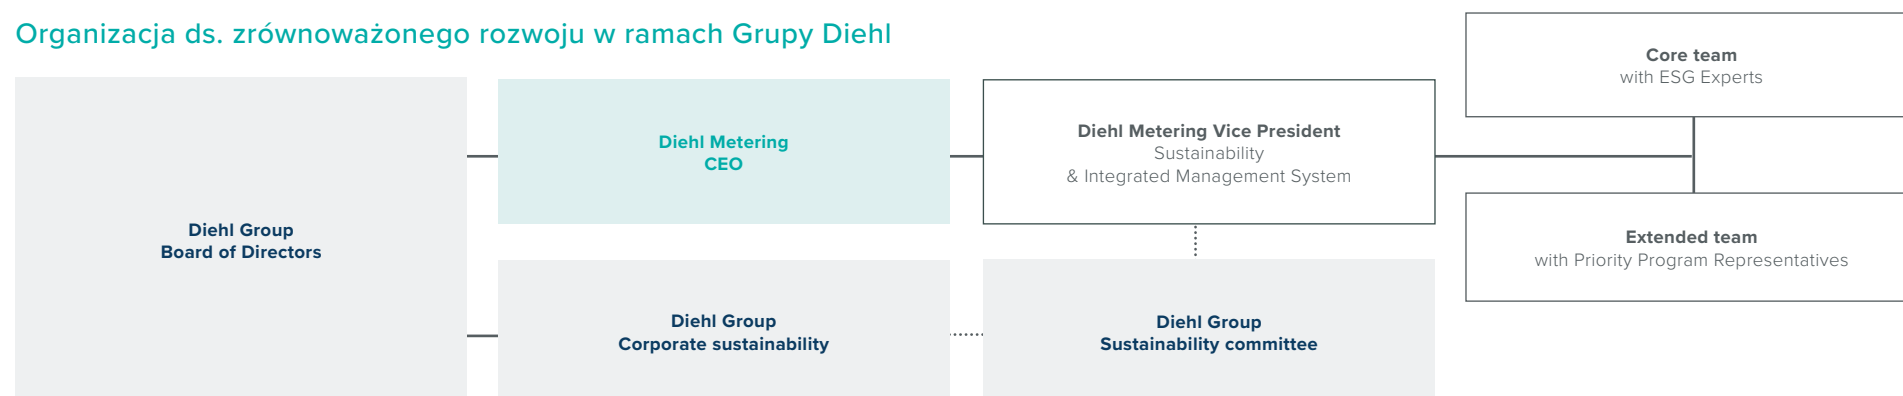 Organizacja ds. zrównoważonego rozwoju w ramach Grupy Diehl
Diehl Group
Board of Directors
Diehl Metering
CEO
Diehl Metering Vice President
Sustainability
& Integrated Management System
Core team
with ESG Experts
Extended team
with Priority Program Representatives
Diehl Group
Corporate sustainability
Diehl Group
Sustainability committee